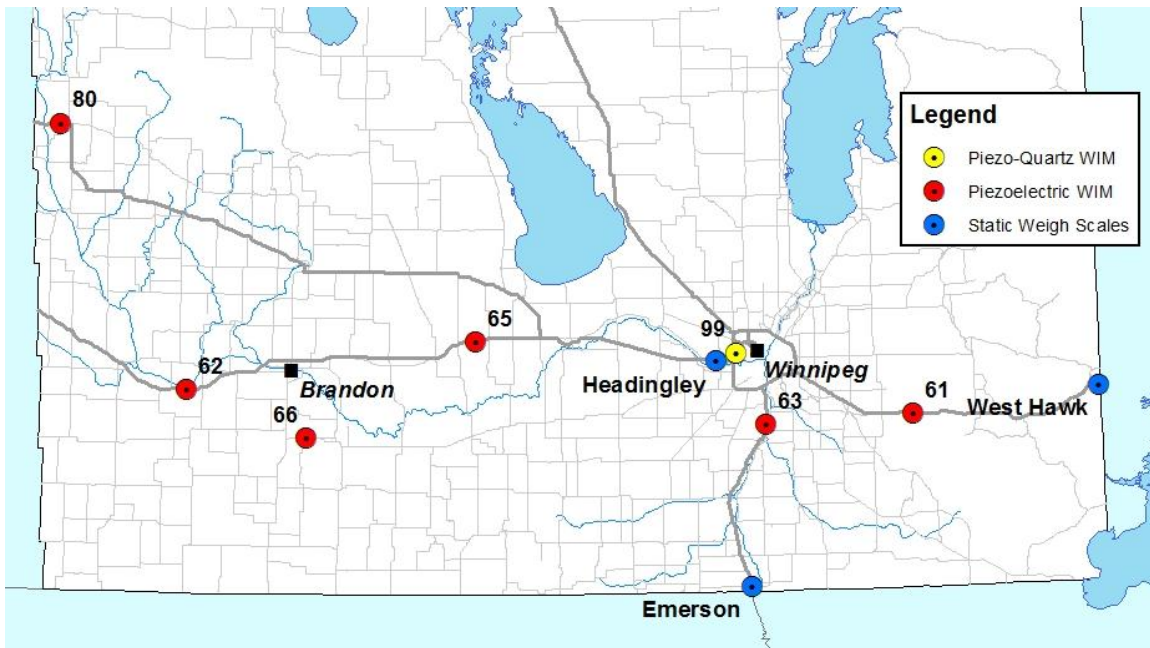 80
Legend
Piezo-Quartz WIM
Piezoelectric WIM
Static Weigh Scales
65
99
62
Brandon
Headingley
Winnipeg
66
63
61
West Hawk
Emerson